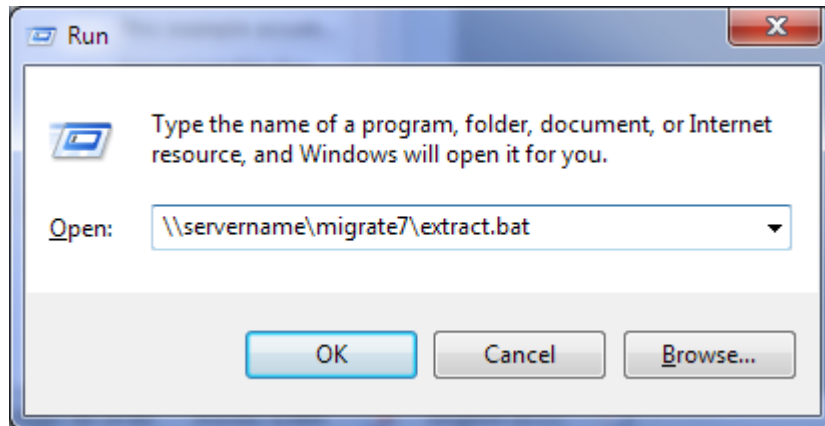 Run
Type the name of a program, folder, document, or Internet
resource, and Windows will open it for you.
Open: \\servername\migrate7\extract.bat
OK Cancel Browse...